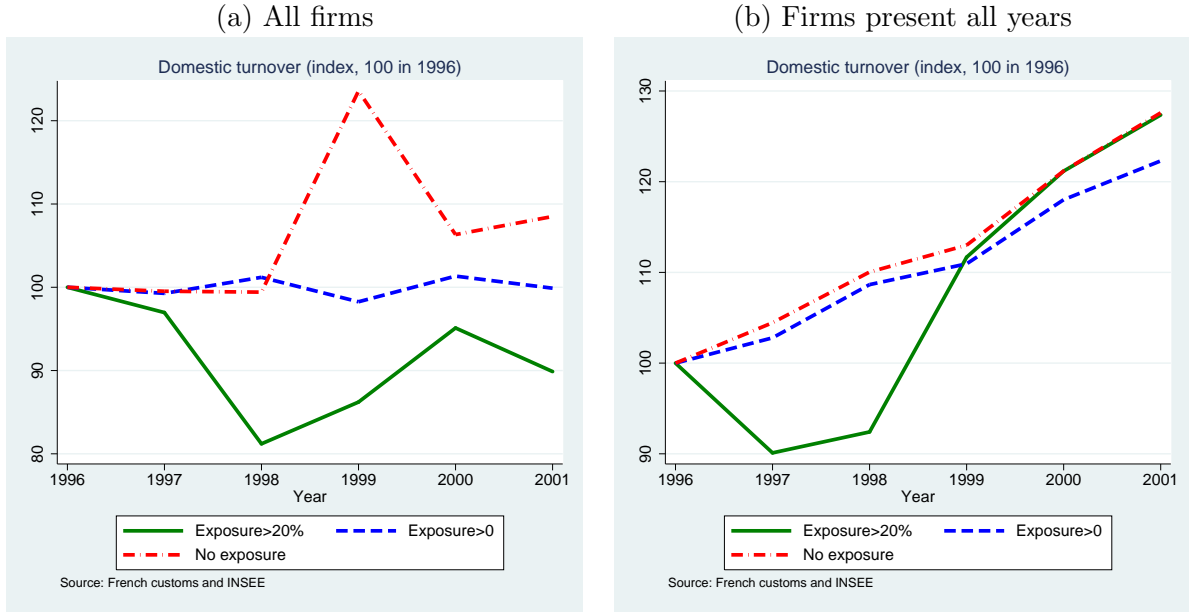 (a) All firms
Domestic turnover (index, 100 in 1996)
120
110
100
90
80
1996 1997 1998 1999 2000 2001
Year
Exposure>20% Exposure>0
No exposure
Source: French customs and INSEE
(b) Firms present all years
Domestic turnover (index, 100 in 1996)
130
120
110
100
90
1996 1997 1998 1999 2000 2001
Year
Exposure>20% Exposure>0
No exposure
Source: French customs and INSEE